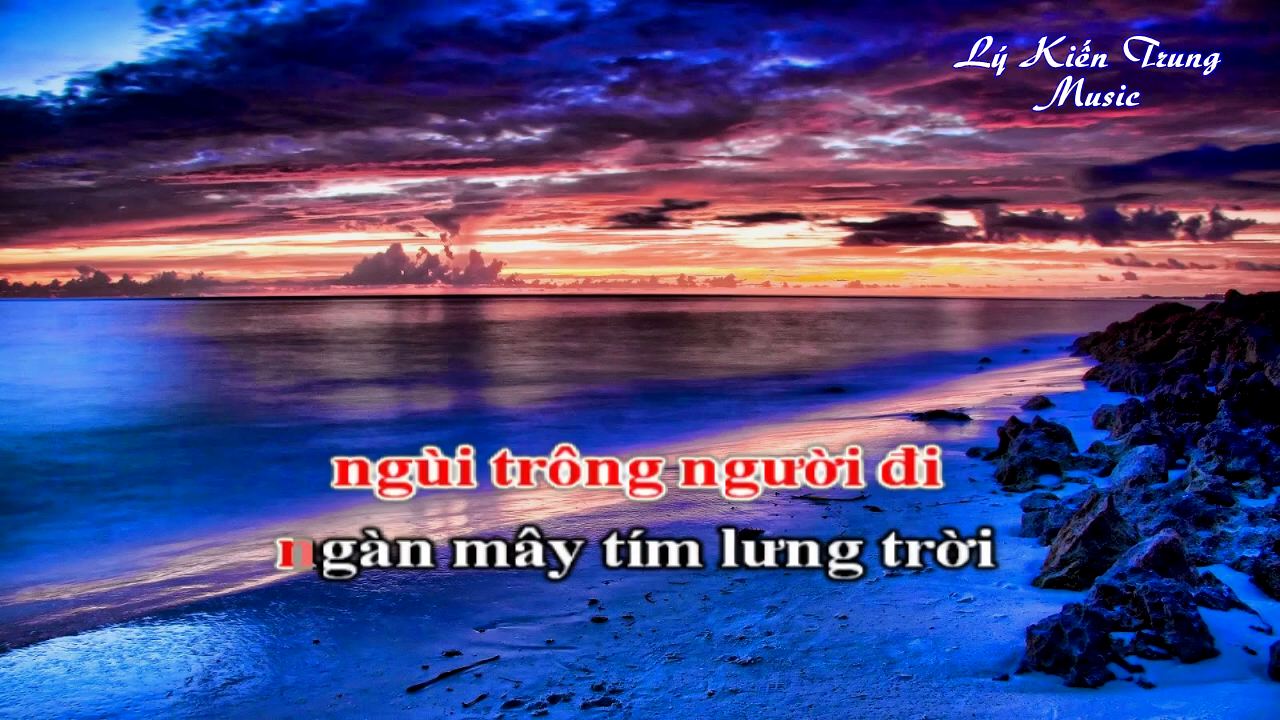 Lý Kiến Trung
Music
ngùi trông người đi
ngàn mây tím lưng trời